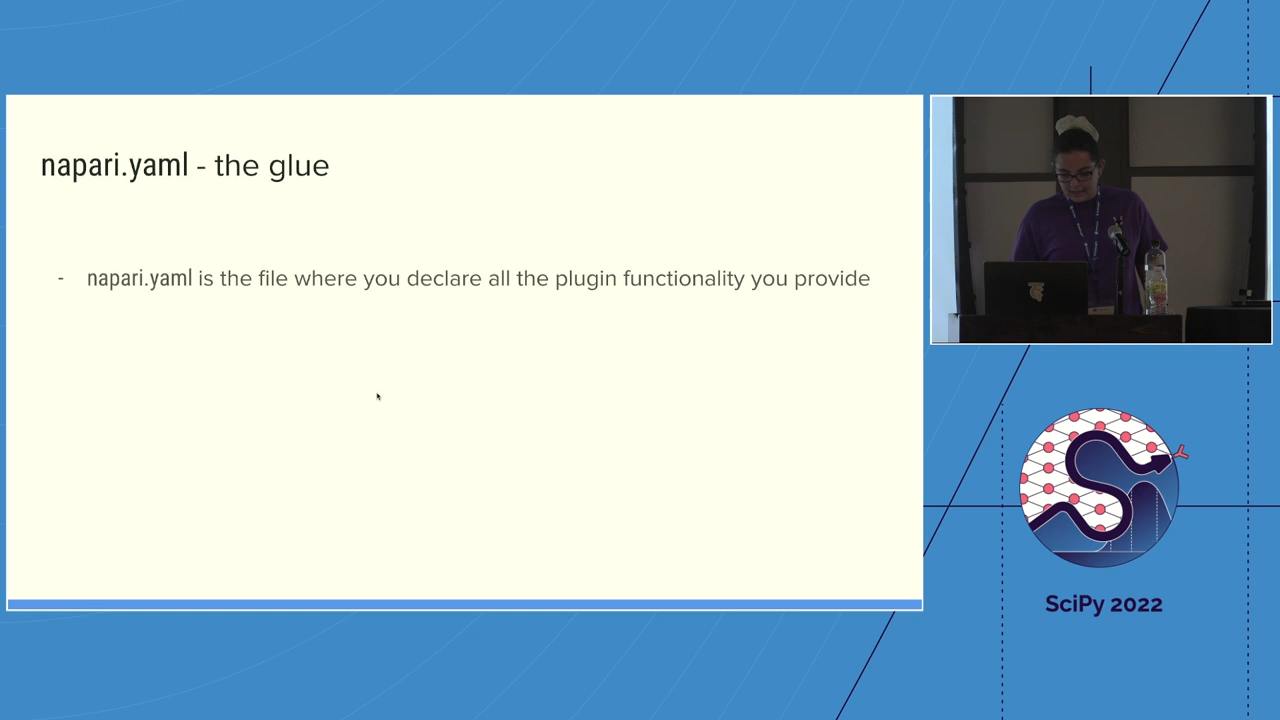 napari.yaml - the glue
- napari.yaml is the file where you declare all the plugin functionality you provide
SciPy 2022